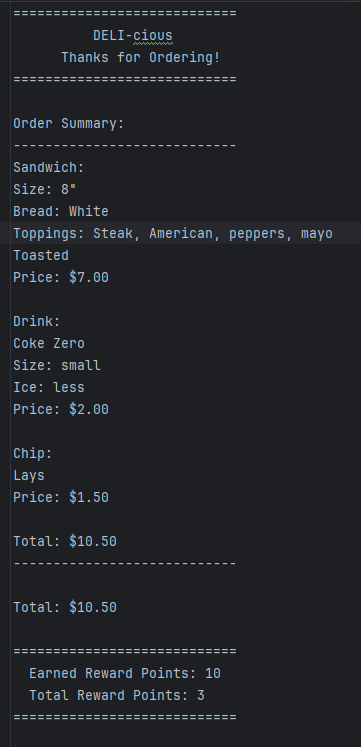 ============================
DELI-cious
Thanks for Ordering!
============================
Order Summary:
----------------------------
Sandwich:
Size: 8"
Bread: White
Toppings: Steak, American, peppers, mayo
Toasted
Price: $7.00
Drink:
Coke Zero
Size: small
Ice: less
Price: $2.00
Chip:
Lays
Price: $1.50
Total: $10.50
----------------------------
Total: $10.50
============================
Earned Reward Points: 10
Total Reward Points: 3
============================